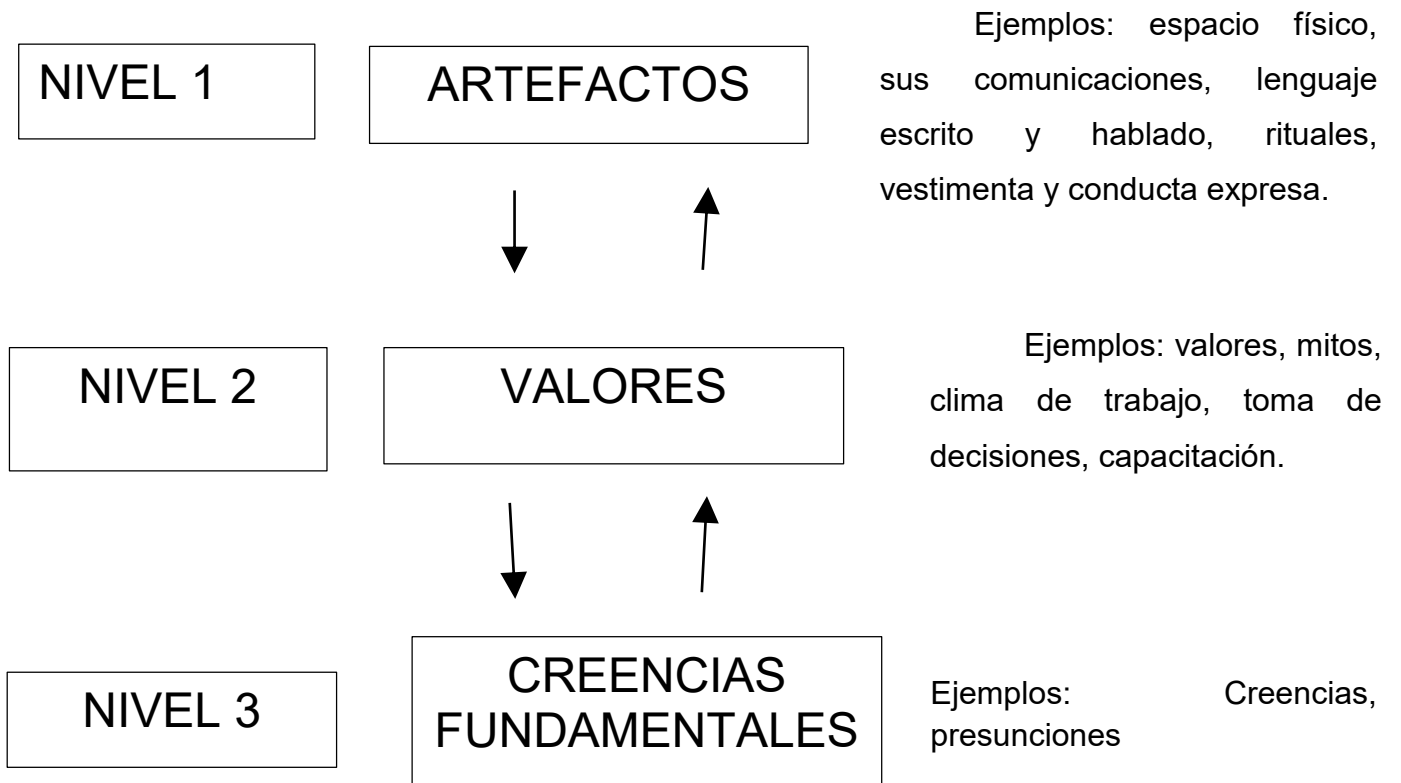 NIVEL 1
ARTEFACTOS
Ejemplos: espacio físico,
sus comunicaciones, lenguaje
escrito y hablado, rituales,
vestimenta y conducta expresa.
NIVEL 2
VALORES
Ejemplos: valores, mitos,
clima de trabajo, toma de
decisiones, capacitación.
NIVEL 3
CREENCIAS
FUNDAMENTALES
Ejemplos: Creencias,
presunciones